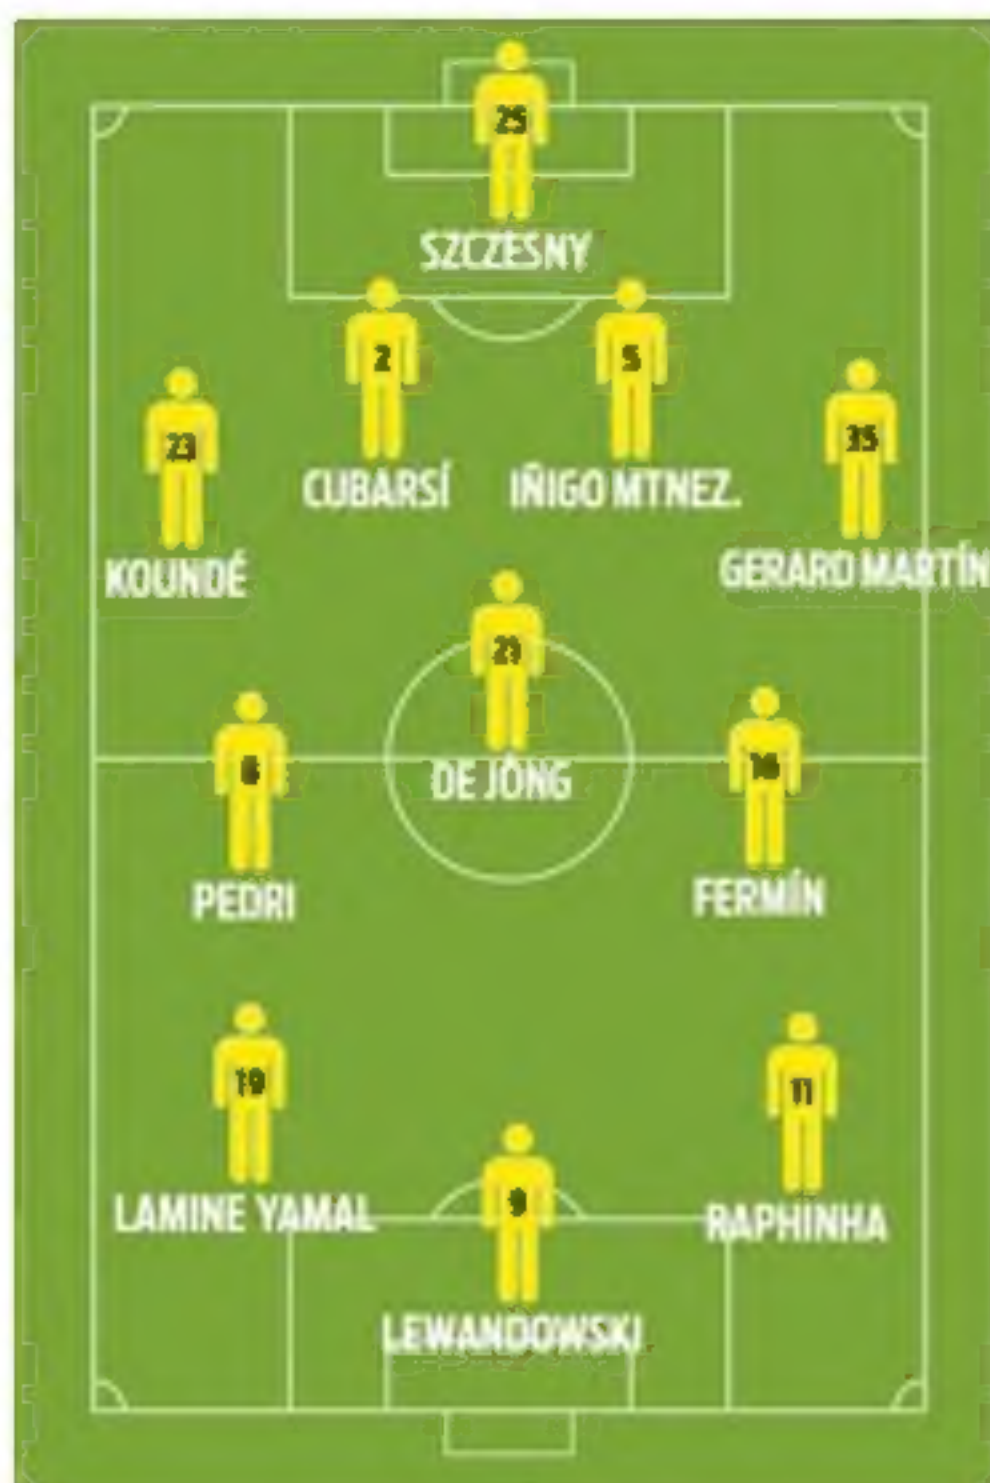 25
SZCZESNY
2
5
CUBARSÍ
IÑIGO MTNEZ.
23
35
KOUNDÉ
GERARD MARTÍN
21
DE JONG
8
16
PEDRI
FERMÍN
19
11
LAMINE YAMAL
RAPHINHA
9
LEWANDOWSKI